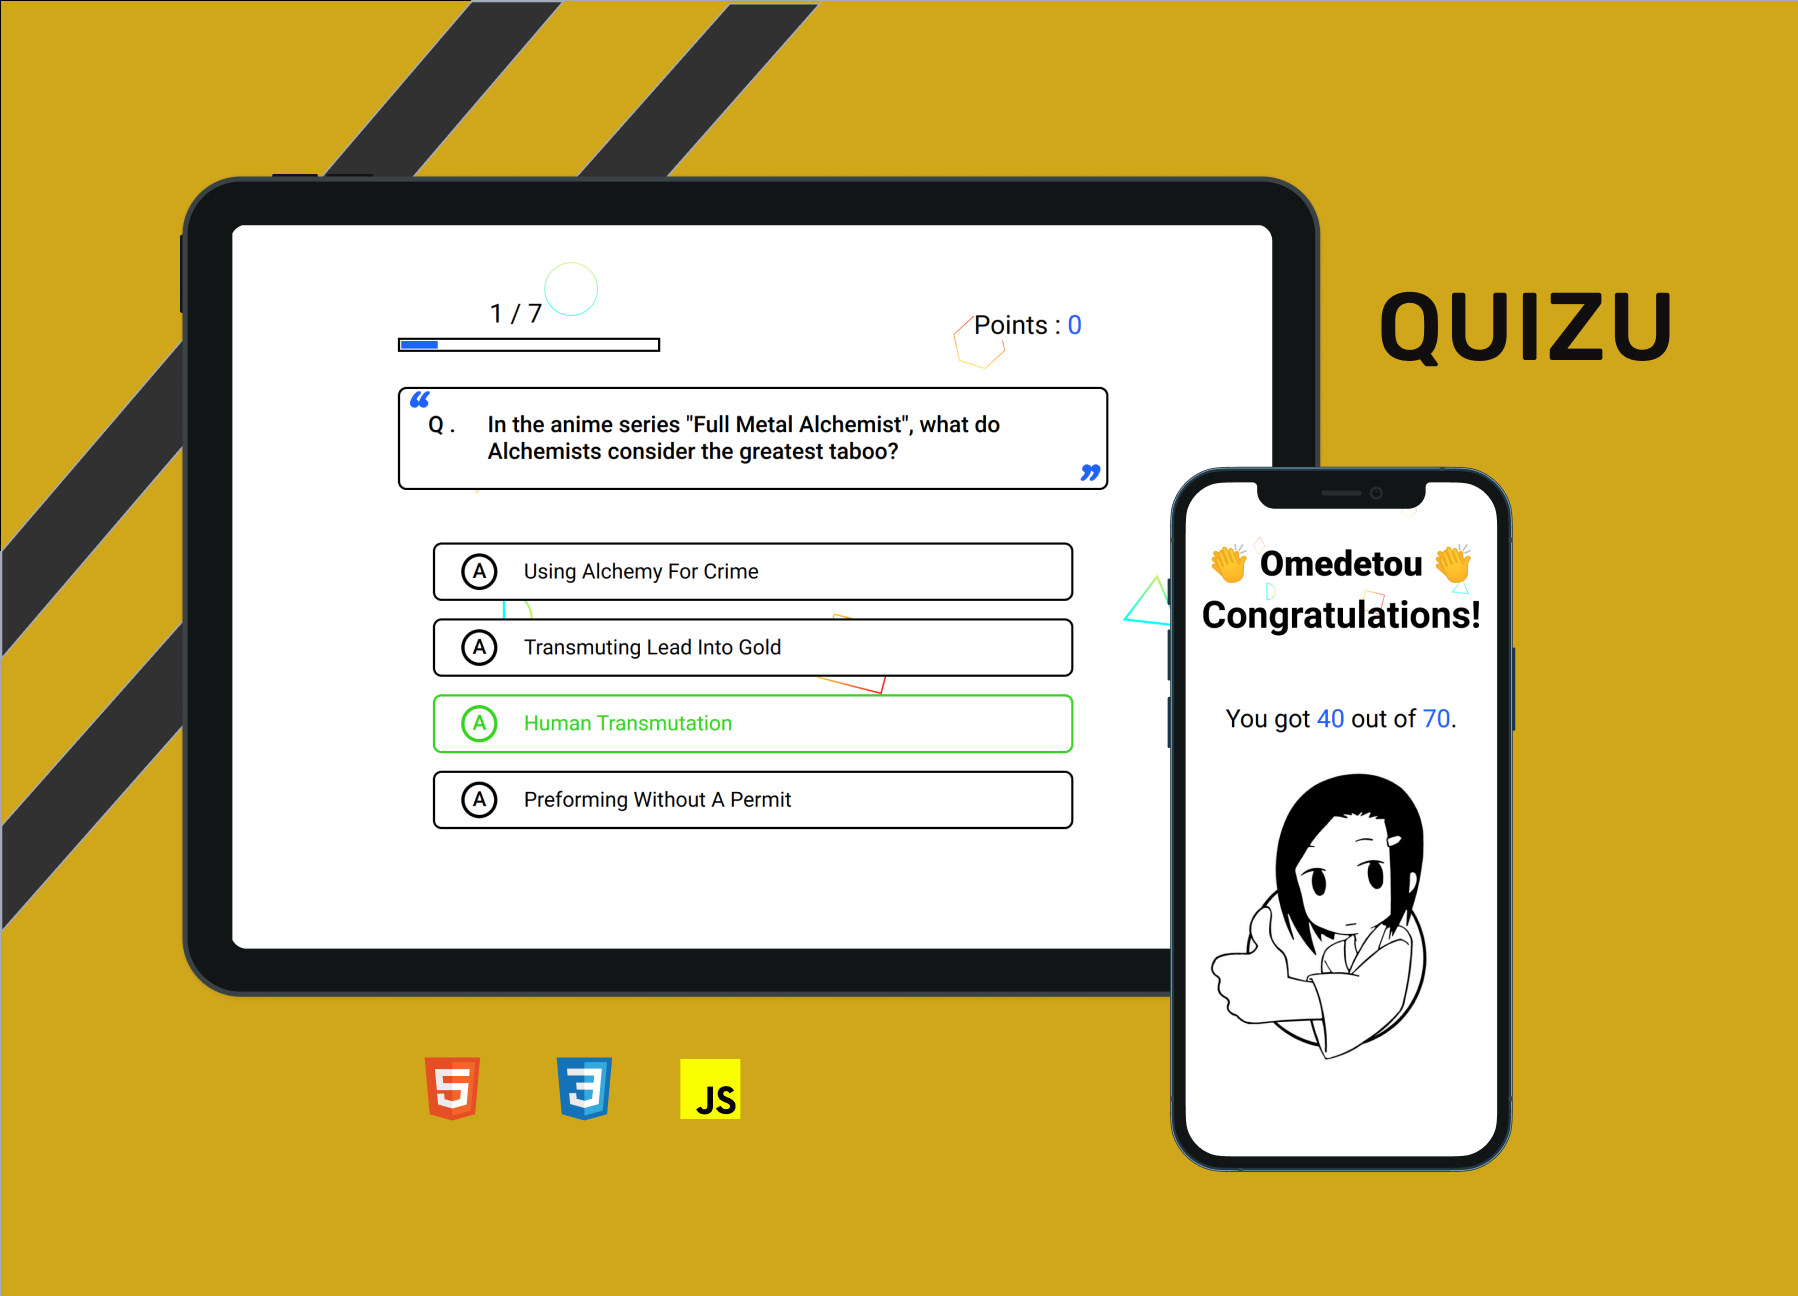 QUIZU
1 / 7
Points : 0
“
Q . In the anime series "Full Metal Alchemist", what do
Alchemists consider the greatest taboo?
”
A Using Alchemy For Crime
A Transmuting Lead Into Gold
A Human Transmutation
A Preforming Without A Permit
👏 Omedetou 👏
Congratulations!
You got 40 out of 70.
5
3
JS